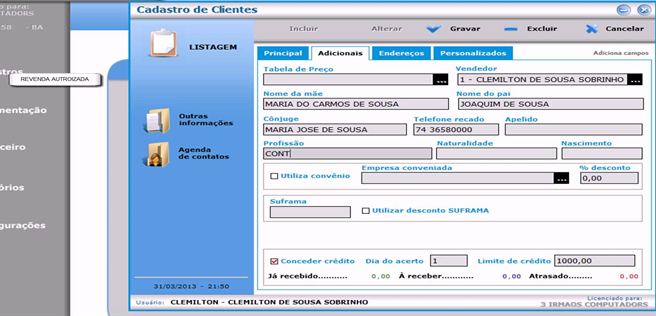 para:
TADORS
58 - BA
Cadastro de Clientes
Incluir Alterar Gravar Excluir Cancelar
LISTAGEM
Principal Adicionais Endereços Personalizados Adiciona campos
Tabela de Preço Vendedor
1 - CLEMILTON DE SOUSA SOBRINHO
stros
REVENDA AUTROIZADA
Nome da mãe Nome do pai
MARIA DO CARMOS DE SOUSA JOAQUIM DE SOUSA
mentação
Outras
informações
Cônjuge Telefone recado Apelido
MARIA JOSE DE SOUSA 74 36580000
ceiro
Agenda
de contatos
Profissão Naturalidade Nascimento
CONT
Utiliza convênio Empresa conveniada % desconto
0,00
órios
Suframa
Utilizar desconto SUFRAMA
gurações
Conceder crédito Dia do acerto 1 Limite de crédito 1000,00
Já recebido........... 0,00 À receber............ 0,00 Atrasado........ 0,00
31/03/2013 - 21:50
Usuário: CLEMILTON - CLEMILTON DE SOUSA SOBRINHO
Licenciado para:
3 IRMAOS COMPUTADORS